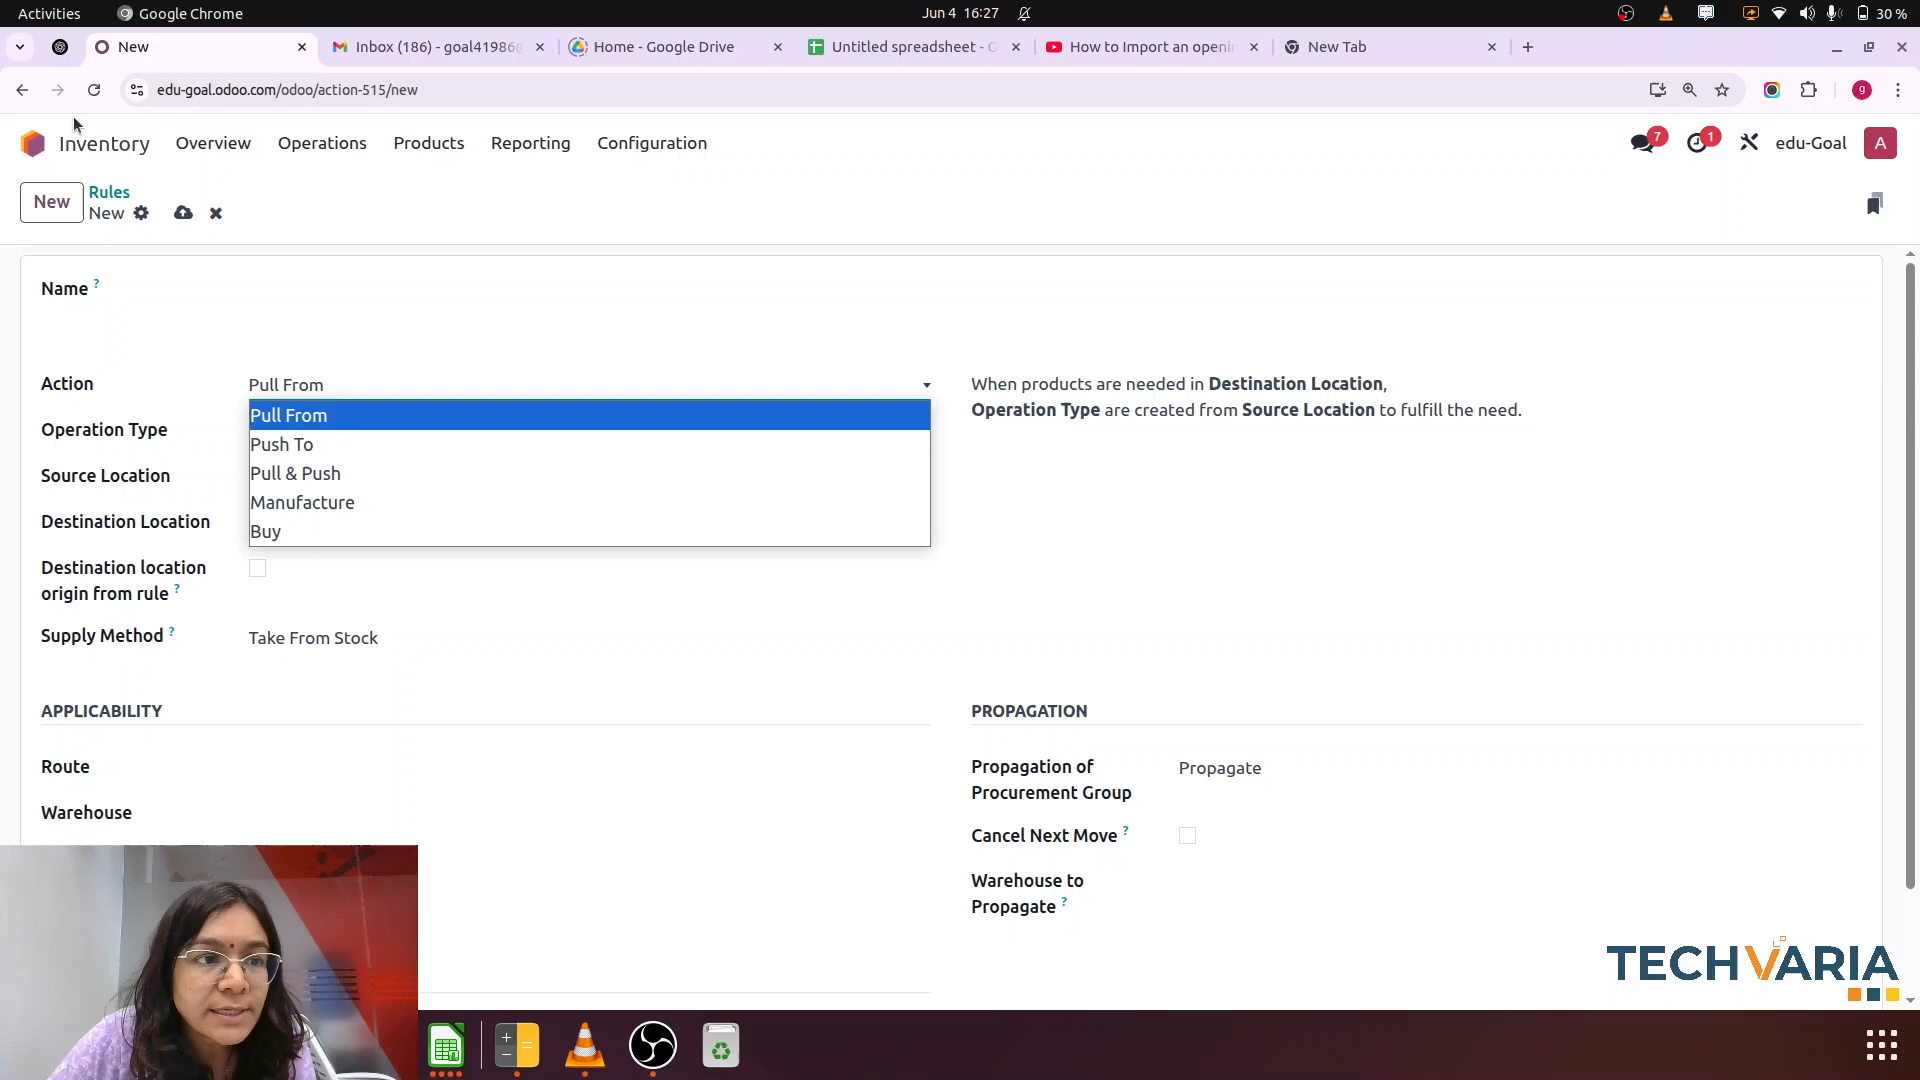 Activities Google Chrome Jun 4 16:27 30 %
New Inbox (186) - goal41986 Home - Google Drive Untitled spreadsheet - G How to Import an openin New Tab
edu-goal.odoo.com/odoo/action-515/new g
Inventory Overview Operations Products Reporting Configuration 7 1 edu-Goal A
New Rules
New
Name ?
Action Pull From
Pull From
Push To
Pull & Push
Manufacture
Buy
Operation Type
Source Location
Destination Location
Destination location
origin from rule ?
Supply Method ? Take From Stock
When products are needed in Destination Location,
Operation Type are created from Source Location to fulfill the need.
APPLICABILITY
Route
Warehouse
PROPAGATION
Propagation of
Procurement Group Propagate
Cancel Next Move ?
Warehouse to
Propagate ?
TECHVARIA